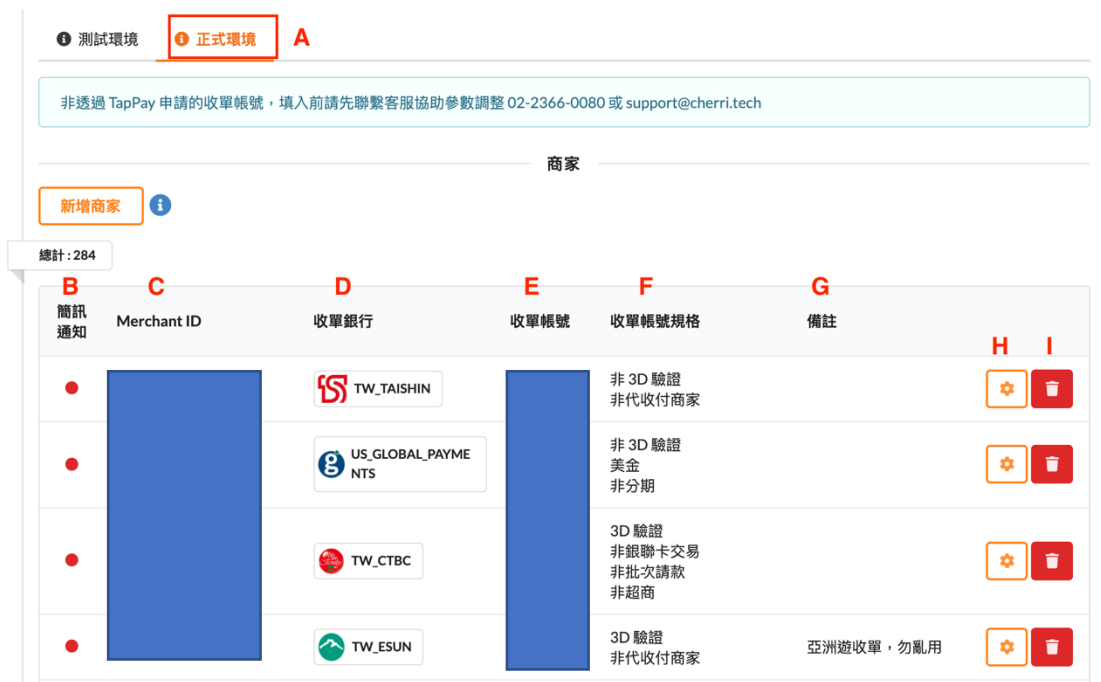 測試環境 正式環境 A
非透過 TapPay 申請的收單帳號，填入前請先聯繫客服協助參數調整 02-2366-0080 或 support@cherri.tech
商家
新增商家
總計 : 284
B C D E F G
簡訊
通知
Merchant ID 收單銀行 收單帳號 收單帳號規格 備註
H I
TW_TAISHIN
非 3D 驗證
非代收付商家
US_GLOBAL_PAYME
NTS
非 3D 驗證
美金
非分期
TW_CTBC
3D 驗證
非銀聯卡交易
非批次請款
非超商
TW_ESUN
3D 驗證
非代收付商家
亞洲遊收單，勿亂用